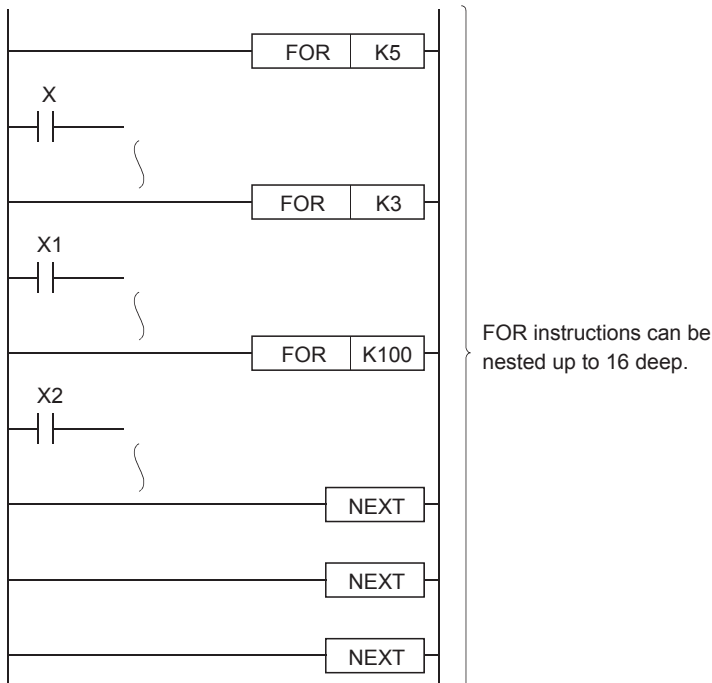 FOR K5
X
FOR K3
X1
FOR K100
X2
NEXT
NEXT
NEXT
FOR instructions can be
nested up to 16 deep.